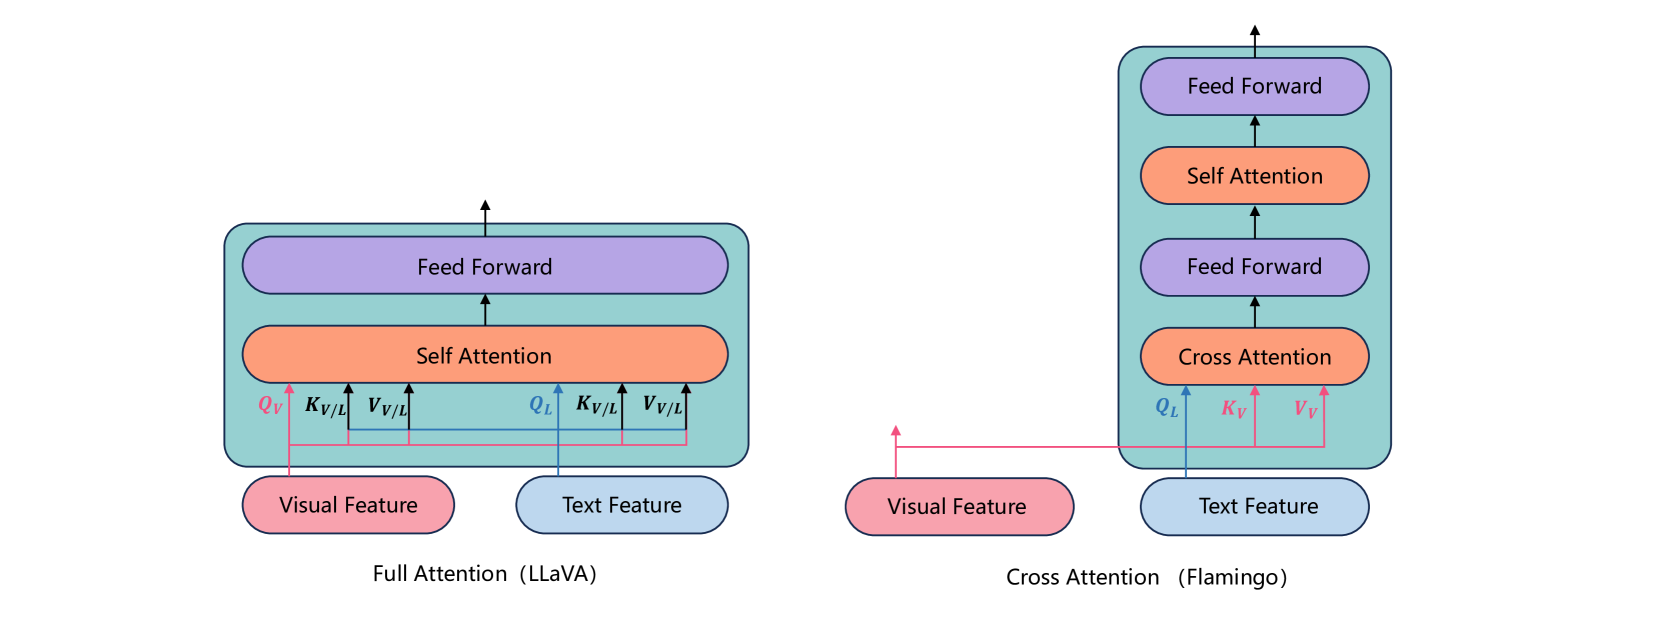 Feed Forward
Self Attention
Q_V K_{V/L} V_{V/L} Q_L K_{V/L} V_{V/L}
Visual Feature Text Feature
Full Attention（LLaVA）
Feed Forward
Self Attention
Feed Forward
Cross Attention
Q_L K_V V_V
Visual Feature Text Feature
Cross Attention （Flamingo）